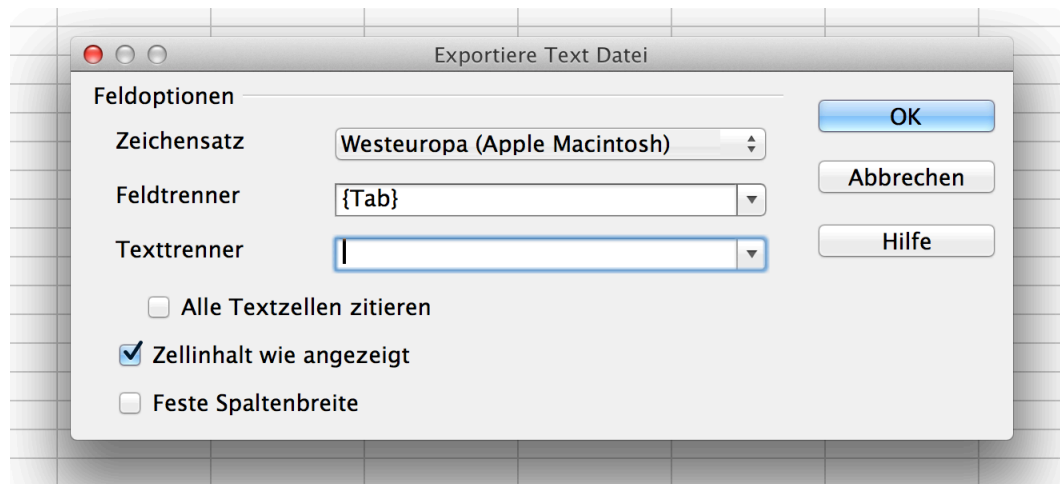 Exportiere Text Datei
Feldoptionen
OK
Zeichensatz
Westeuropa (Apple Macintosh)
Abbrechen
Feldtrenner
{Tab}
Texttrenner
Hilfe
Alle Textzellen zitieren
Zellinhalt wie angezeigt
Feste Spaltenbreite